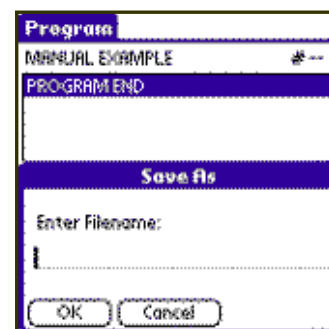 Program
MANUAL EXAMPLE #--
PROGRAM END
Save As
Enter Filename:
OK Cancel